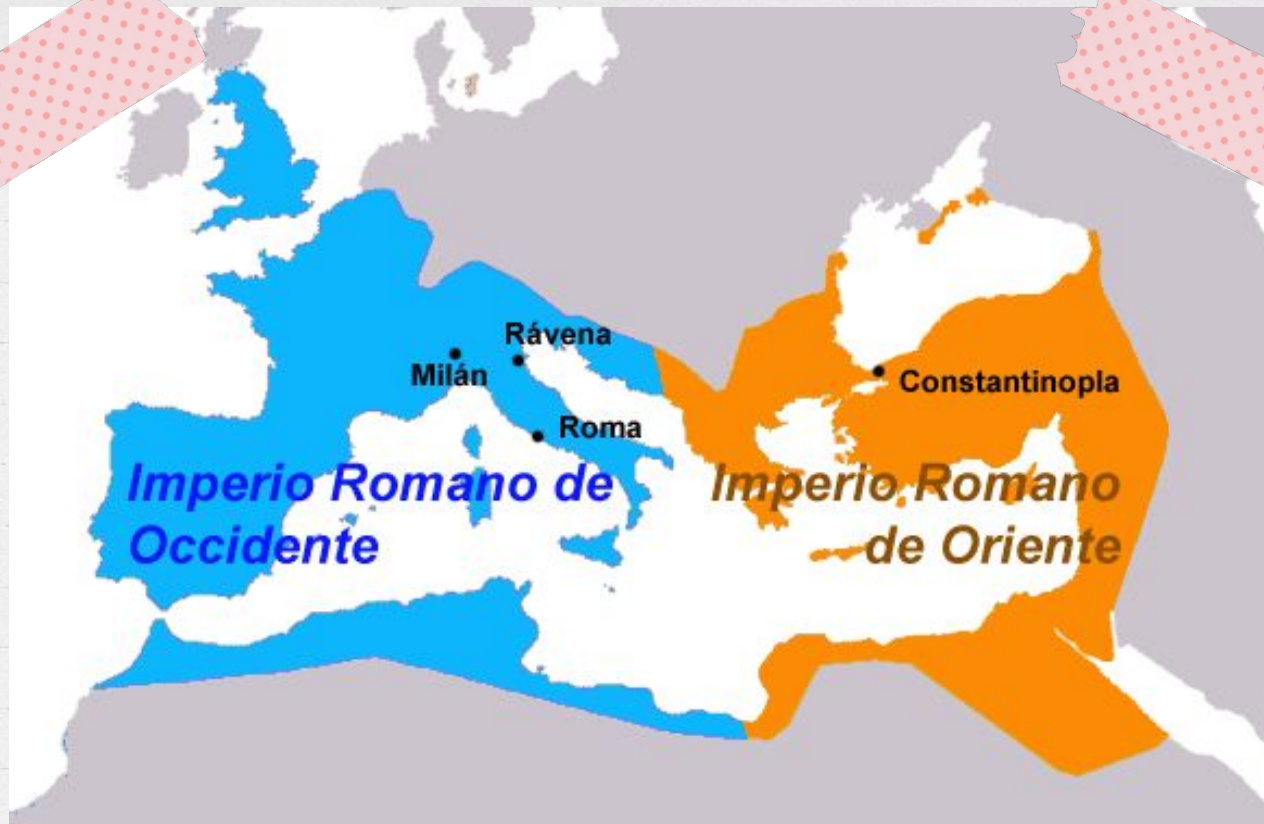 Rávena
Milán
Constantinopla
Roma
Imperio Romano de
Occidente
Imperio Romano
de Oriente